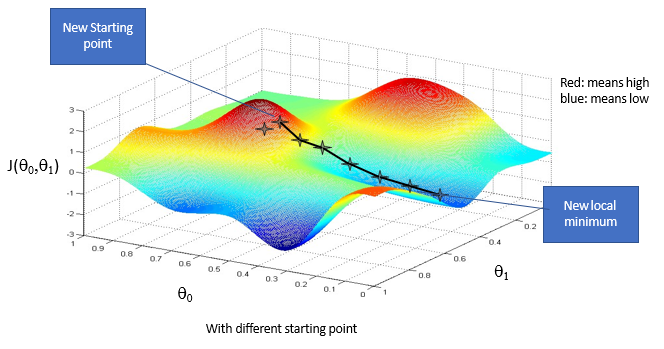 New Starting
point
Red: means high
blue: means low
J(θ₀,θ₁)
3
2
1
0
-1
-2
-3
1
0.9
0.8
0.7
0.6
0.5
0.4
0.3
0.2
0.1
0
1
0.8
0.6
0.4
0.2
New local
minimum
θ₀
θ₁
With different starting point